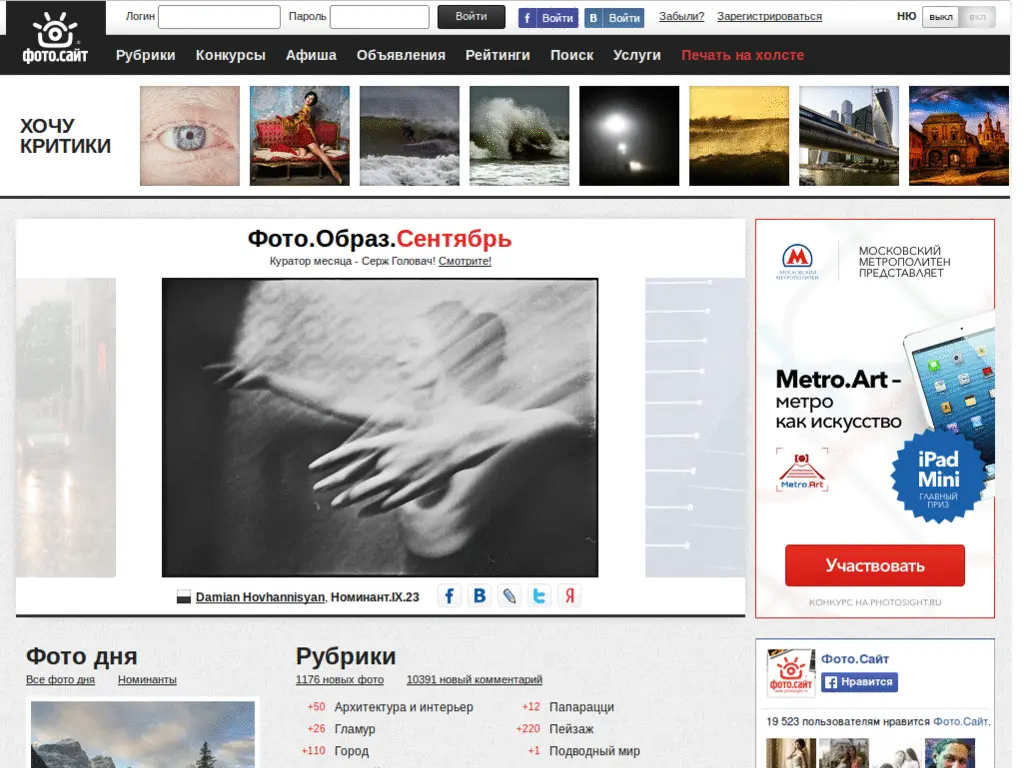 Логин
Пароль
Войти
f Войти
B Войти
Забыли?
Зарегистрироваться
НЮ
выкл
вкл
фото.сайт
Рубрики
Конкурсы
Афиша
Объявления
Рейтинги
Поиск
Услуги
Печать на холсте
ХОЧУ
КРИТИКИ
Фото.Образ.Сентябрь
Куратор месяца - Серж Головач! Смотрите!
Damian Hovhannisyan, Номинант.IX.23
МОСКОВСКИЙ
МЕТРОПОЛИТЕН
МОСКОВСКИЙ
МЕТРОПОЛИТЕН
ПРЕДСТАВЛЯЕТ
Metro.Art –
метро
как искусство
Metro.Art
iPad
Mini
ГЛАВНЫЙ
ПРИЗ
Участвовать
КОНКУРС НА PHOTOSIGHT.RU
Фото дня
Все фото дня
Номинанты
Рубрики
1176 новых фото
10391 новый комментарий
+50 Архитектура и интерьер
+12 Папарацци
+26 Гламур
+220 Пейзаж
+110 Город
+1 Подводный мир
фото.сайт
Фото.Сайт
Нравится
19 523 пользователям нравится Фото.Сайт.